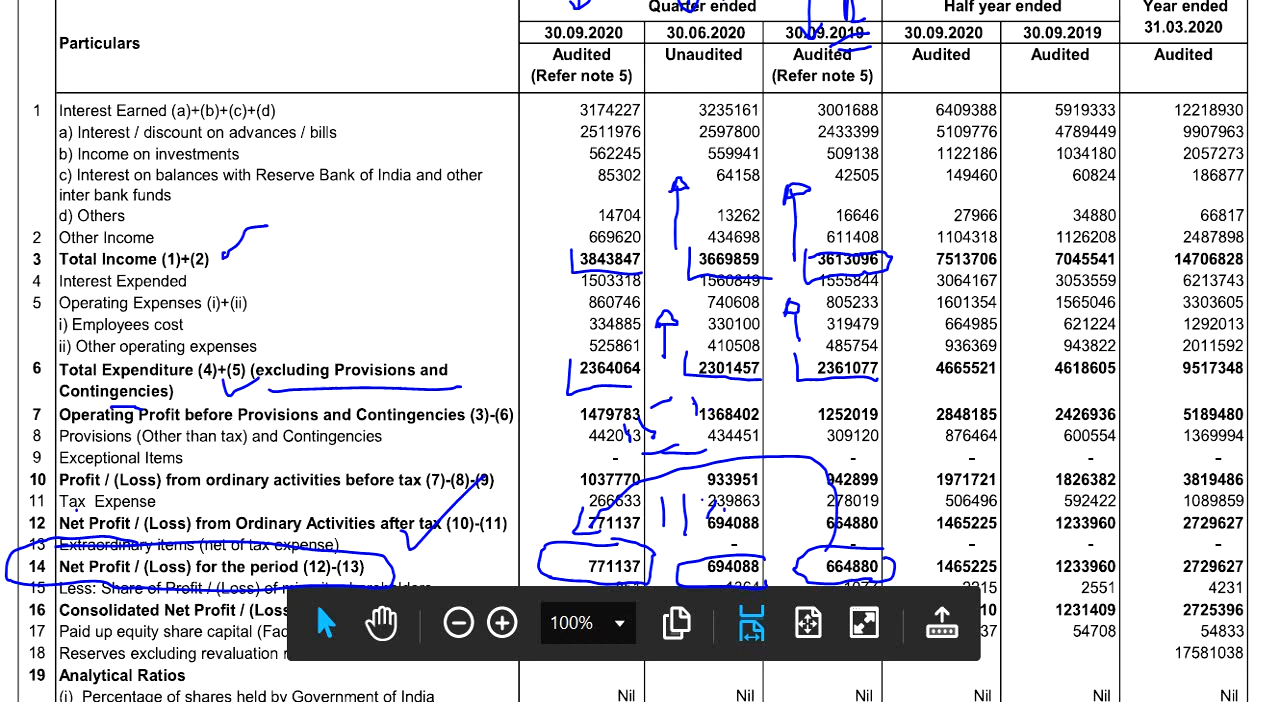 Quarter ended Half year ended Year ended
Particulars 30.09.2020 30.06.2020 30.09.2019 30.09.2020 30.09.2019 31.03.2020
Audited Unaudited Audited Audited Audited Audited
(Refer note 5) (Refer note 5)
1 Interest Earned (a)+(b)+(c)+(d) 3174227 3235161 3001688 6409388 5919333 12218930
a) Interest / discount on advances / bills 2511976 2597800 2433399 5109776 4789449 9907963
b) Income on investments 562245 559941 509138 1122186 1034180 2057273
c) Interest on balances with Reserve Bank of India and other 85302 64158 42505 149460 60824 186877
inter bank funds
d) Others 14704 13262 16646 27966 34880 66817
2 Other Income 669620 434698 611408 1104318 1126208 2487898
3 Total Income (1)+(2) 3843847 3669859 3613096 7513706 7045541 14706828
4 Interest Expended 1503318 1560849 1555844 3064167 3053559 6213743
5 Operating Expenses (i)+(ii) 860746 740608 805233 1601354 1565046 3303605
i) Employees cost 334885 330100 319479 664985 621224 1292013
ii) Other operating expenses 525861 410508 485754 936369 943822 2011592
6 Total Expenditure (4)+(5) (excluding Provisions and 2364064 2301457 2361077 4665521 4618605 9517348
Contingencies)
7 Operating Profit before Provisions and Contingencies (3)-(6) 1479783 1368402 1252019 2848185 2426936 5189480
8 Provisions (Other than tax) and Contingencies 442013 434451 309120 876464 600554 1369994
9 Exceptional Items - - - - - -
10 Profit / (Loss) from ordinary activities before tax (7)-(8)-(9) 1037770 933951 942899 1971721 1826382 3819486
11 Tax Expense 266633 239863 278019 506496 592422 1089859
11%
12 Net Profit / (Loss) from Ordinary Activities after tax (10)-(11) 771137 694088 664880 1465225 1233960 2729627
13 Extraordinary items (net of tax expense) - - - - -
14 Net Profit / (Loss) for the period (12)-(13) 771137 694088 664880 1465225 1233960 2729627
15 Less: Share of Profit / (Loss) of 2551 4231
16 Consolidated Net Profit / (Loss 10 1231409 2725396
17 Paid up equity share capital (Fac 37 54708 54833
18 Reserves excluding revaluation r 17581038
100%
19 Analytical Ratios
(i) Percentage of shares held by Government of India Nil Nil Nil Nil Nil Nil